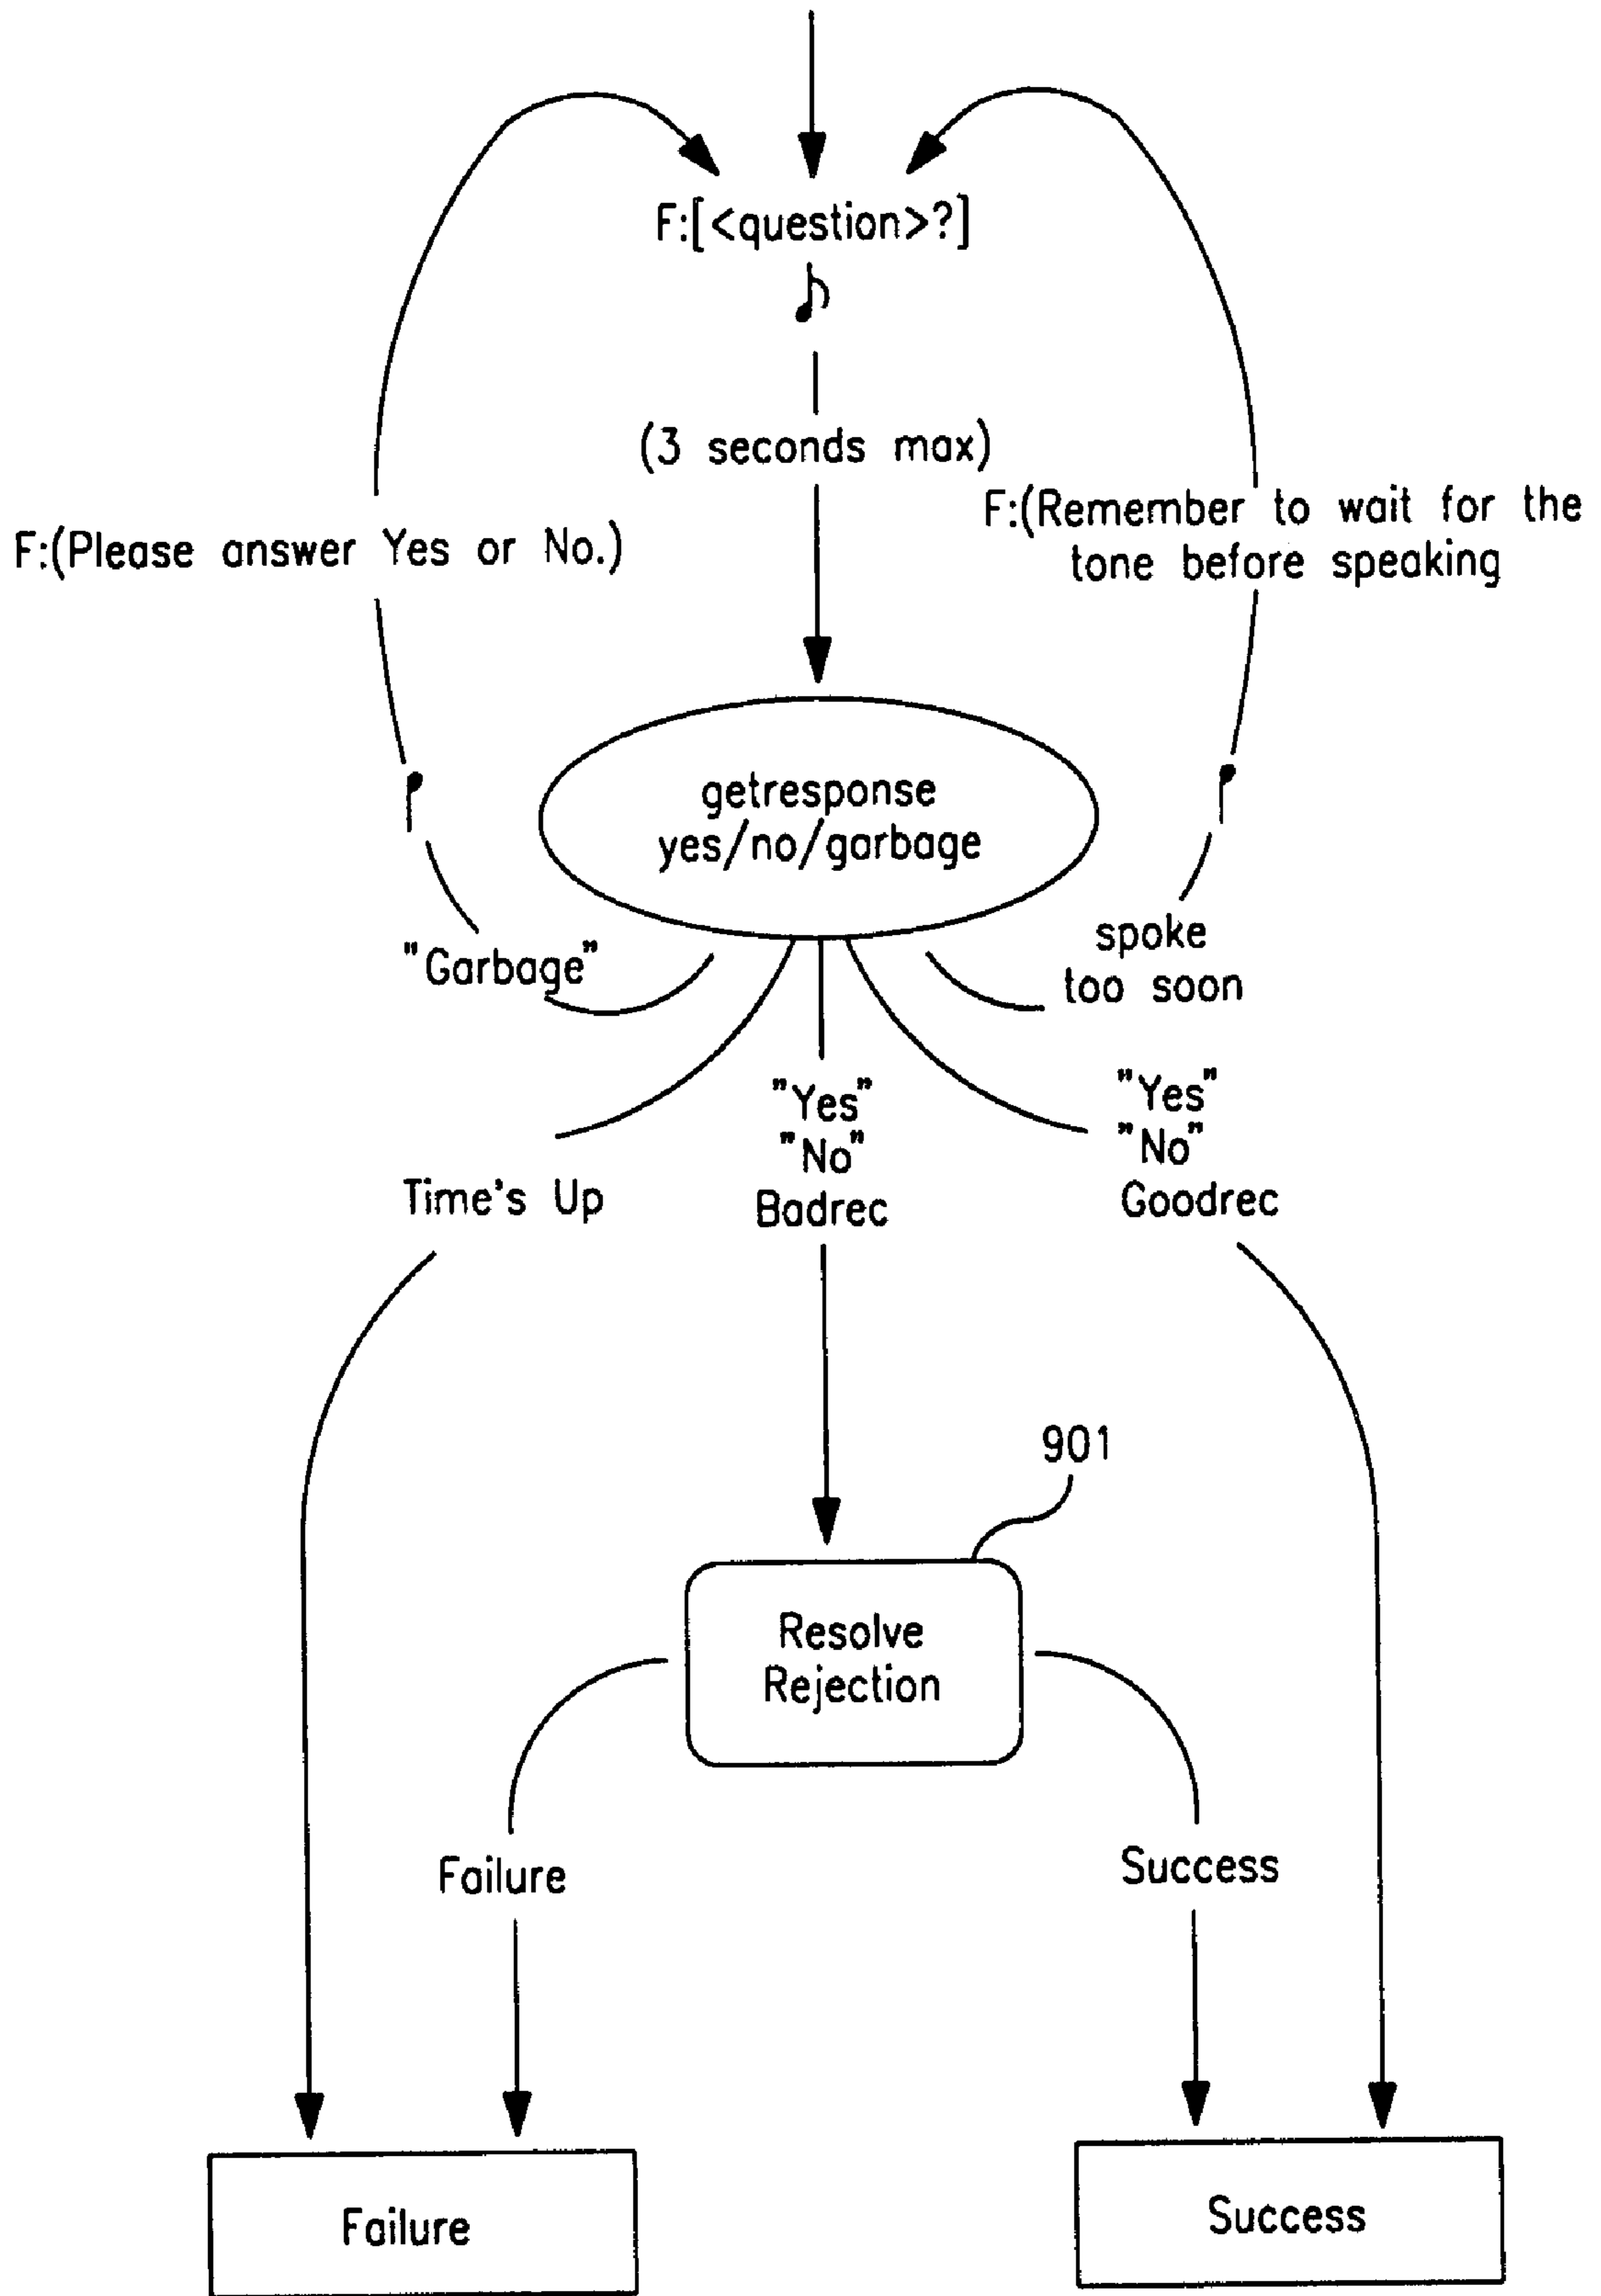 F:[<question>?]
(3 seconds max)
F:(Please answer Yes or No.)
F:(Remember to wait for the
tone before speaking
getresponse
yes/no/garbage
"Garbage"
spoke
too soon
Time's Up
"Yes"
"No"
Badrec
"Yes"
"No"
Goodrec
901
Resolve
Rejection
Failure
Success
Failure
Success